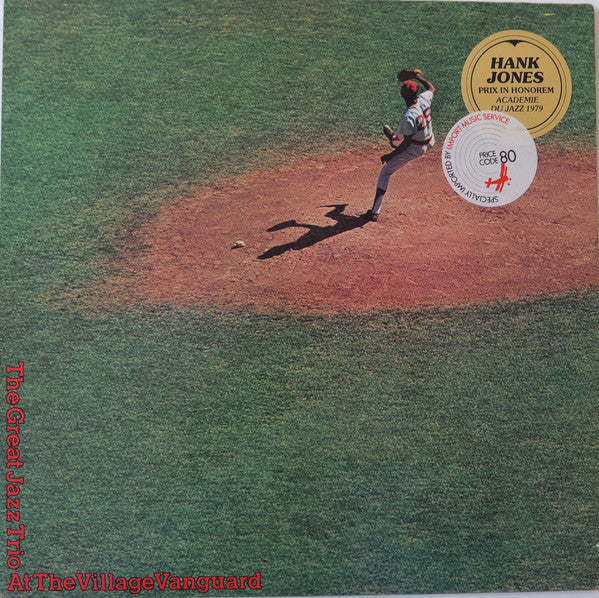 HANK
JONES
PRIX IN HONOREM
ACADEMIE
DU JAZZ 1979
SPECIALLY IMPORTED BY IMPORT MUSIC SERVICE
PRICE
CODE 80
The Great Jazz Trio
At The Village Vanguard